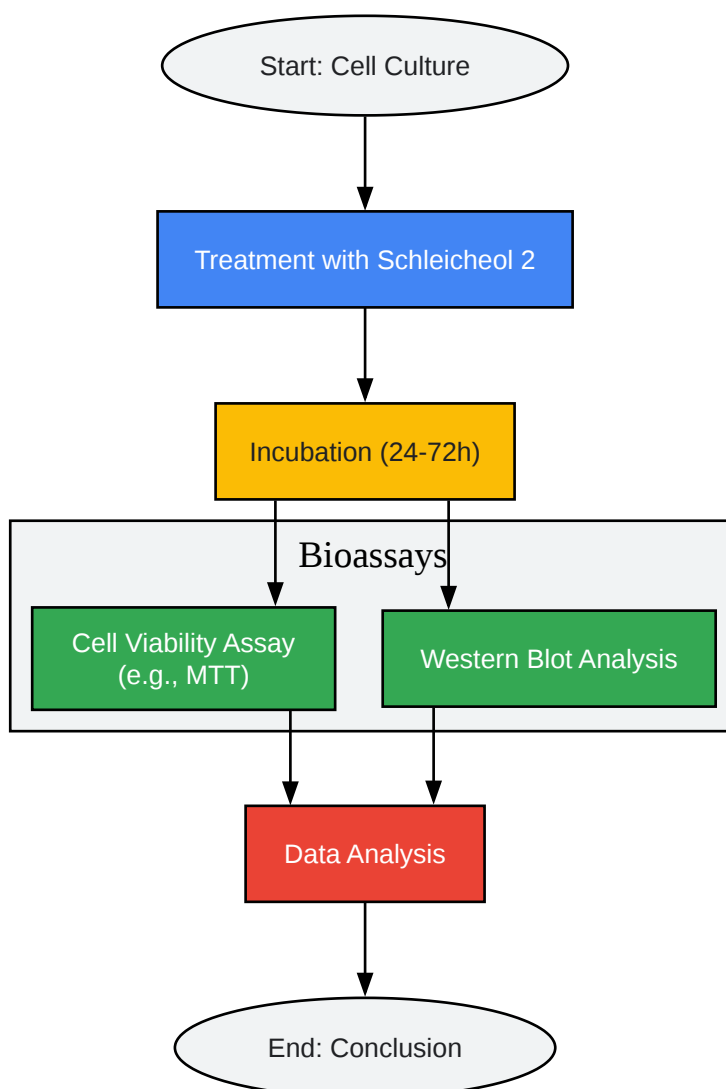 Start: Cell Culture
Treatment with Schleicheol 2
Incubation (24-72h)
Bioassays
Cell Viability Assay
(e.g., MTT)
Western Blot Analysis
Data Analysis
End: Conclusion